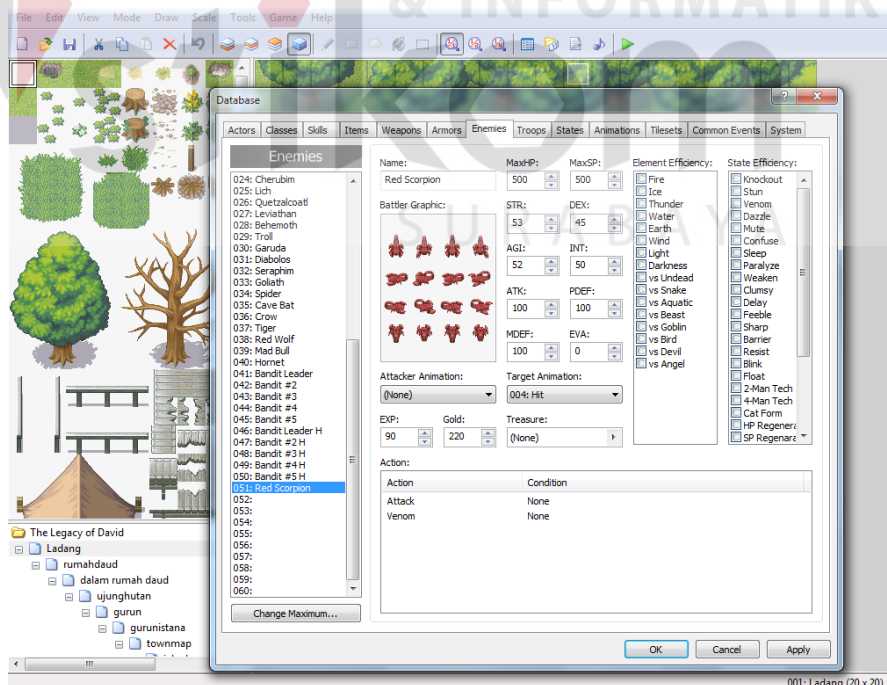 & INFORMATIK
stikom
SURABAYA
File Edit View Mode Draw Scale Tools Game Help
Database
Actors Classes Skills Items Weapons Armors Enemies Troops States Animations Tilesets Common Events System
Enemies
024: Cherubim
025: Lich
026: Quetzalcoatl
027: Leviathan
028: Behemoth
029: Troll
030: Garuda
031: Diabolos
032: Seraphim
033: Goliath
034: Spider
035: Cave Bat
036: Crow
037: Tiger
038: Red Wolf
039: Mad Bull
040: Hornet
041: Bandit Leader
042: Bandit #2
043: Bandit #3
044: Bandit #4
045: Bandit #5
046: Bandit Leader H
047: Bandit #2 H
048: Bandit #3 H
049: Bandit #4 H
050: Bandit #5 H
051: Red Scorpion
052:
053:
054:
055:
056:
057:
058:
059:
060:
Change Maximum...
Name:
Red Scorpion
Battler Graphic:
MaxHP: MaxSP:
500 500
STR: DEX:
53 45
AGI: INT:
52 50
ATK: PDEF:
100 100
MDEF: EVA:
100 0
Attacker Animation: Target Animation:
(None) 004: Hit
EXP: Gold: Treasure:
90 220 (None)
Element Efficiency:
Fire
Ice
Thunder
Water
Earth
Wind
Light
Darkness
vs Undead
vs Snake
vs Aquatic
vs Beast
vs Goblin
vs Bird
vs Devil
vs Angel
State Efficiency:
Knockout
Stun
Venom
Dazzle
Mute
Confuse
Sleep
Paralyze
Weaken
Clumsy
Delay
Feeble
Sharp
Barrier
Resist
Blink
Float
2-Man Tech
4-Man Tech
Cat Form
HP Regenera
SP Regenara
Action:
Action Condition
Attack None
Venom None
OK Cancel Apply
The Legacy of David
Ladang
rumahdaud
dalam rumah daud
ujunghutan
gurun
gurunistana
townmap
001: Ladang (20 x 20)